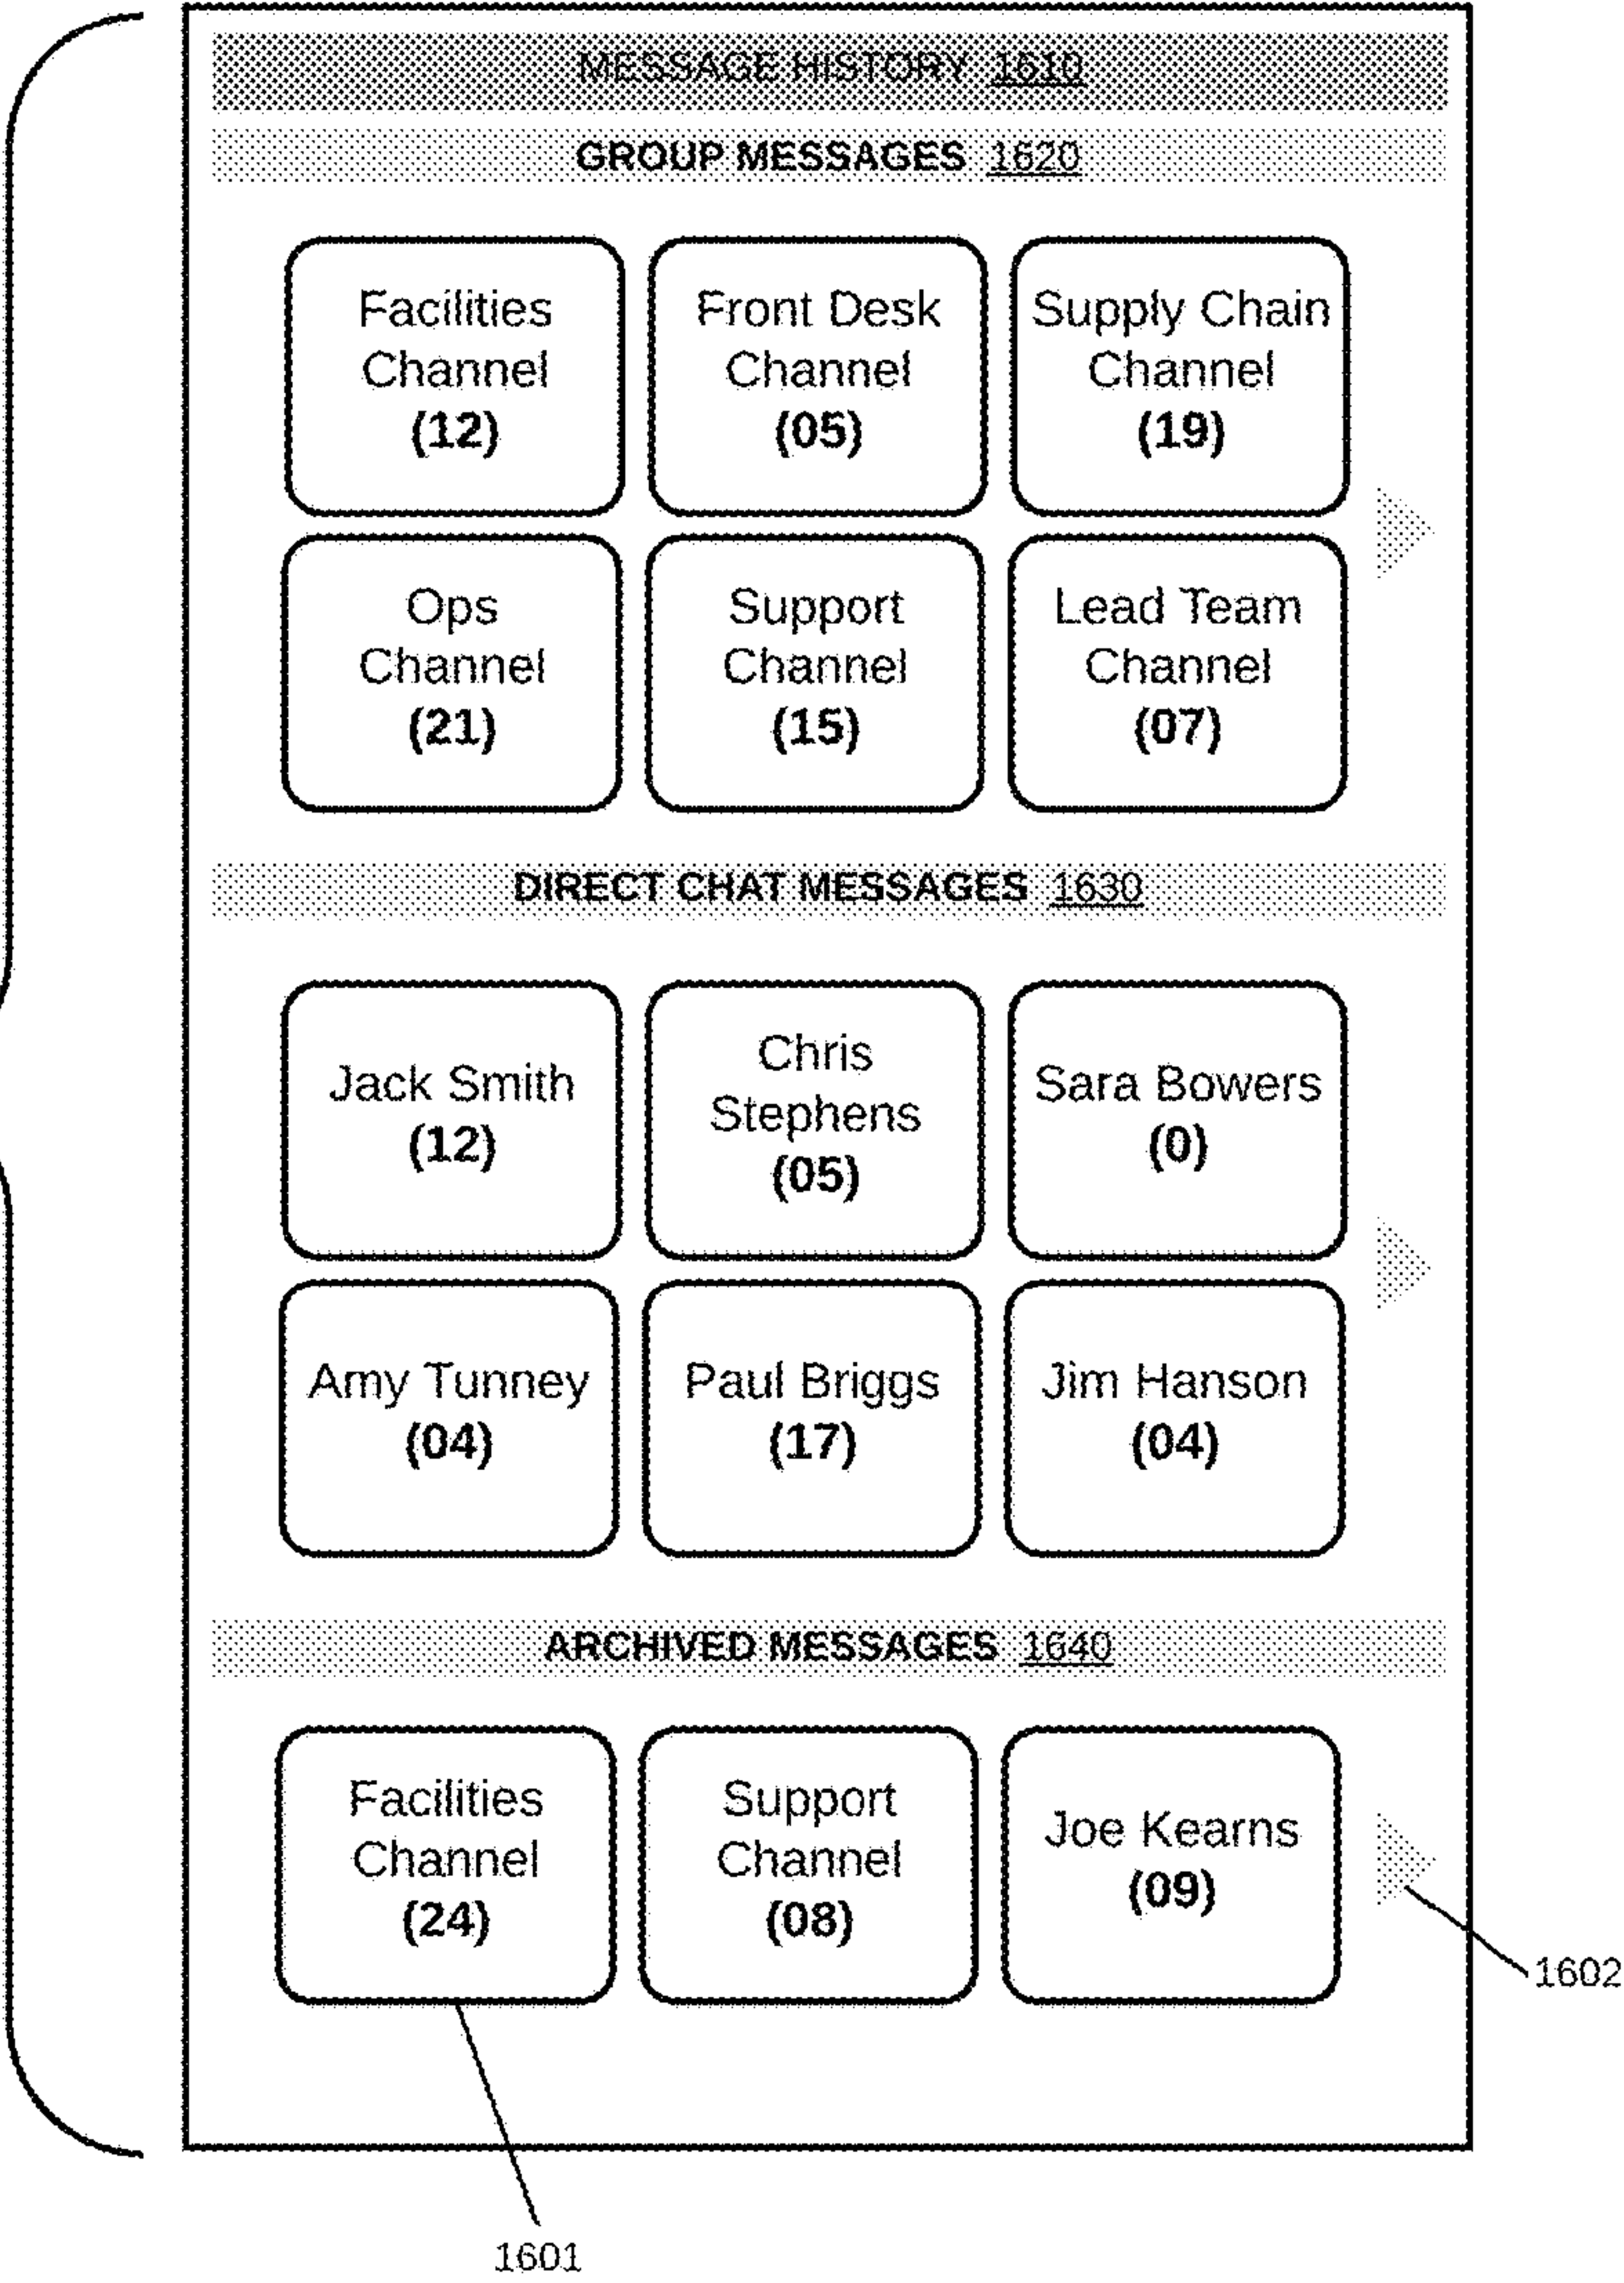 MESSAGE HISTORY 1610
GROUP MESSAGES 1620
Facilities
Channel
(12)
Front Desk
Channel
(05)
Supply Chain
Channel
(19)
Ops
Channel
(21)
Support
Channel
(15)
Lead Team
Channel
(07)
DIRECT CHAT MESSAGES 1630
Jack Smith
(12)
Chris
Stephens
(05)
Sara Bowers
(0)
Amy Tunney
(04)
Paul Briggs
(17)
Jim Hanson
(04)
ARCHIVED MESSAGES 1640
Facilities
Channel
(24)
Support
Channel
(08)
Joe Kearns
(09)
1602
1601